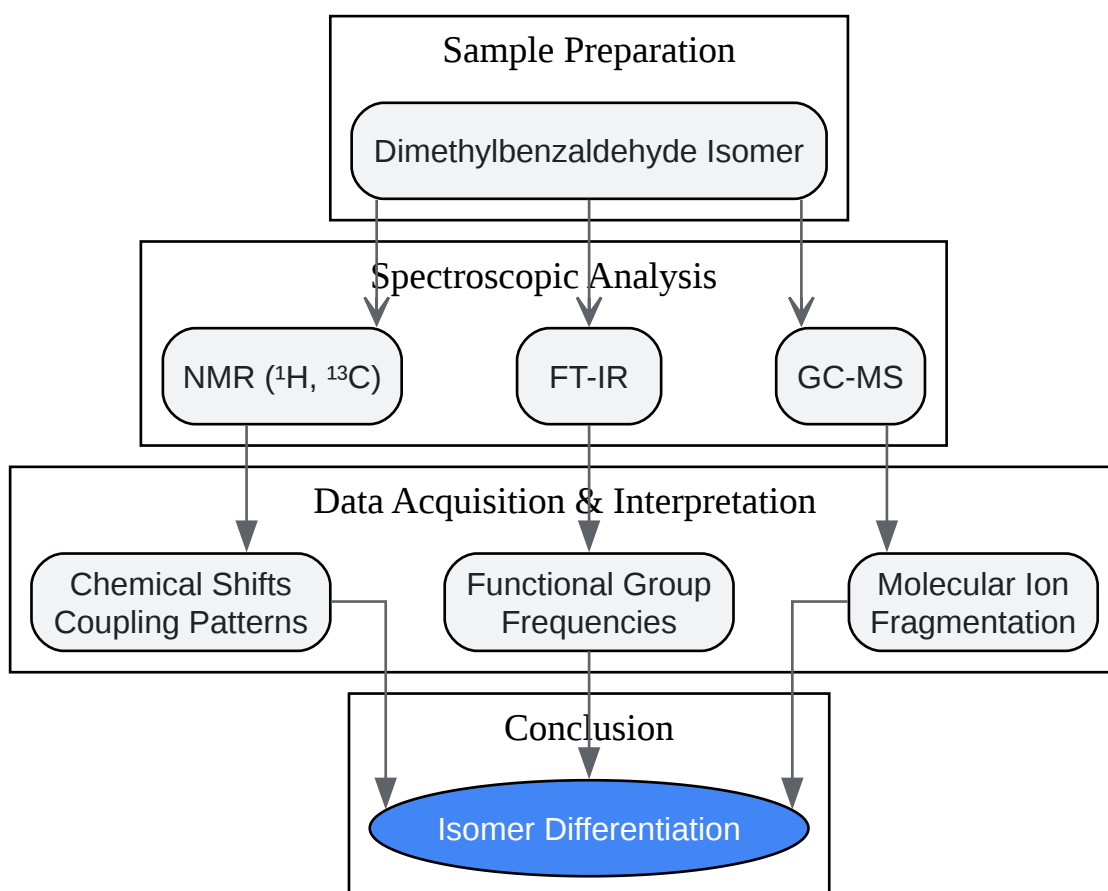 Sample Preparation
Dimethylbenzaldehyde Isomer
Spectroscopic Analysis
NMR (¹H, ¹³C)
FT-IR
GC-MS
Data Acquisition & Interpretation
Chemical Shifts
Coupling Patterns
Functional Group
Frequencies
Molecular Ion
Fragmentation
Conclusion
Isomer Differentiation